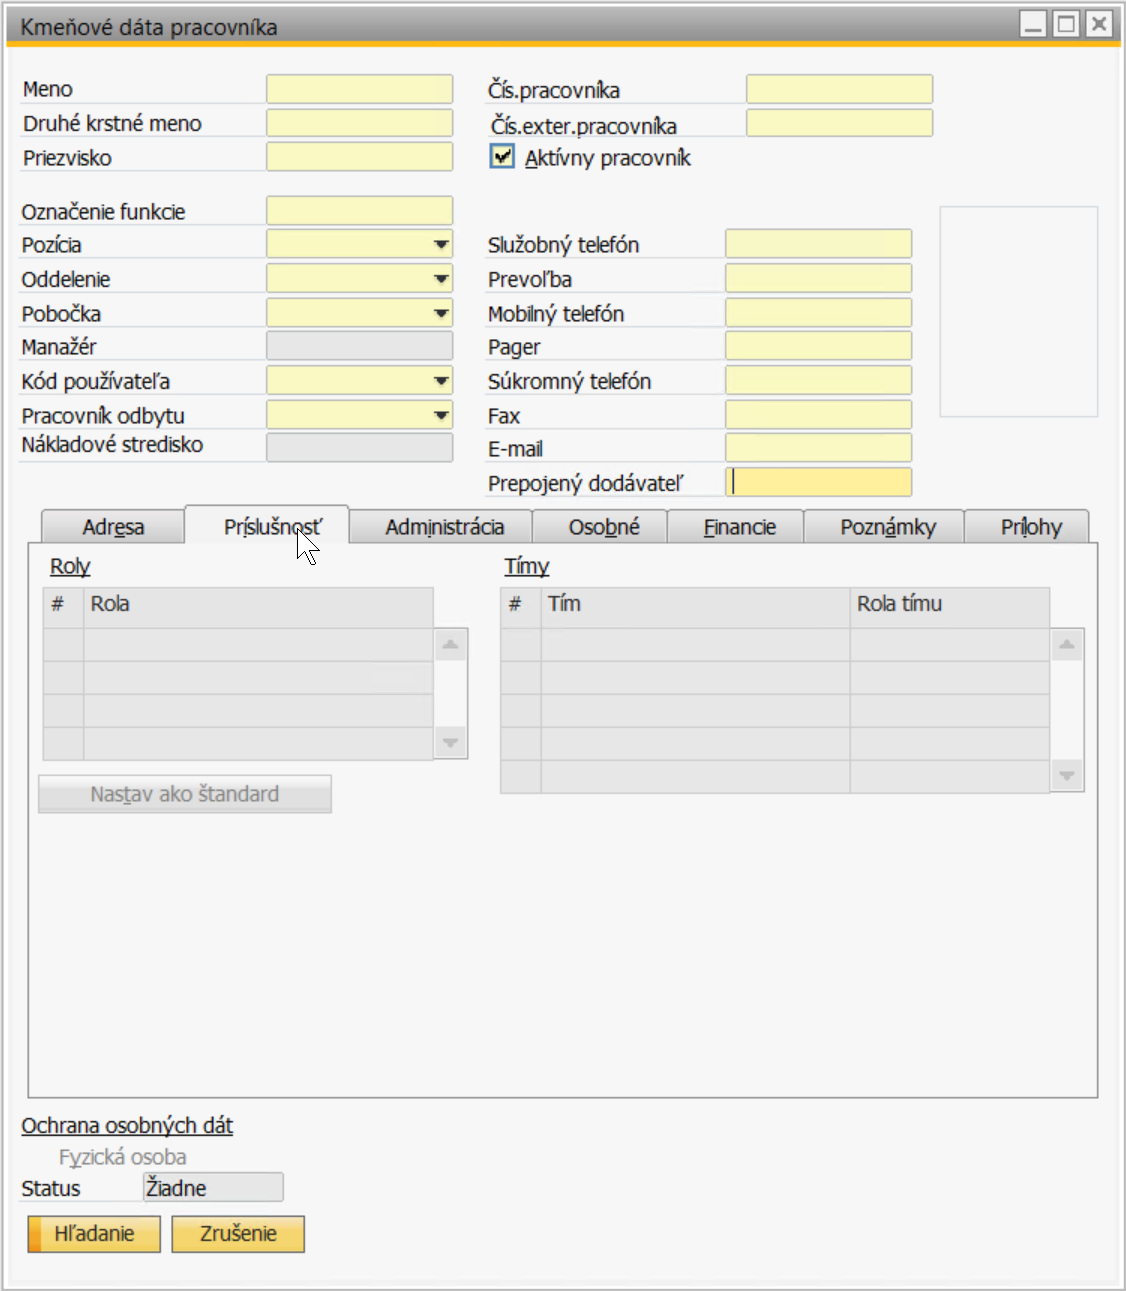 Kmeňové dáta pracovníka
Meno
Druhé krstné meno
Priezvisko
Čís.pracovníka
Čís.exter.pracovníka
Aktívny pracovník
Označenie funkcie
Pozícia
Oddelenie
Pobočka
Manažér
Kód používateľa
Pracovník odbytu
Nákladové stredisko
Služobný telefón
Prevoľba
Mobilný telefón
Pager
Súkromný telefón
Fax
E-mail
Prepojený dodávateľ
Adresa Príslušnosť Administrácia Osobné Financie Poznámky Prílohy
Roly
# Rola
Nastav ako štandard
Tímy
# Tím Rola tímu
Ochrana osobných dát
Fyzická osoba
Status Žiadne
Hľadanie Zrušenie